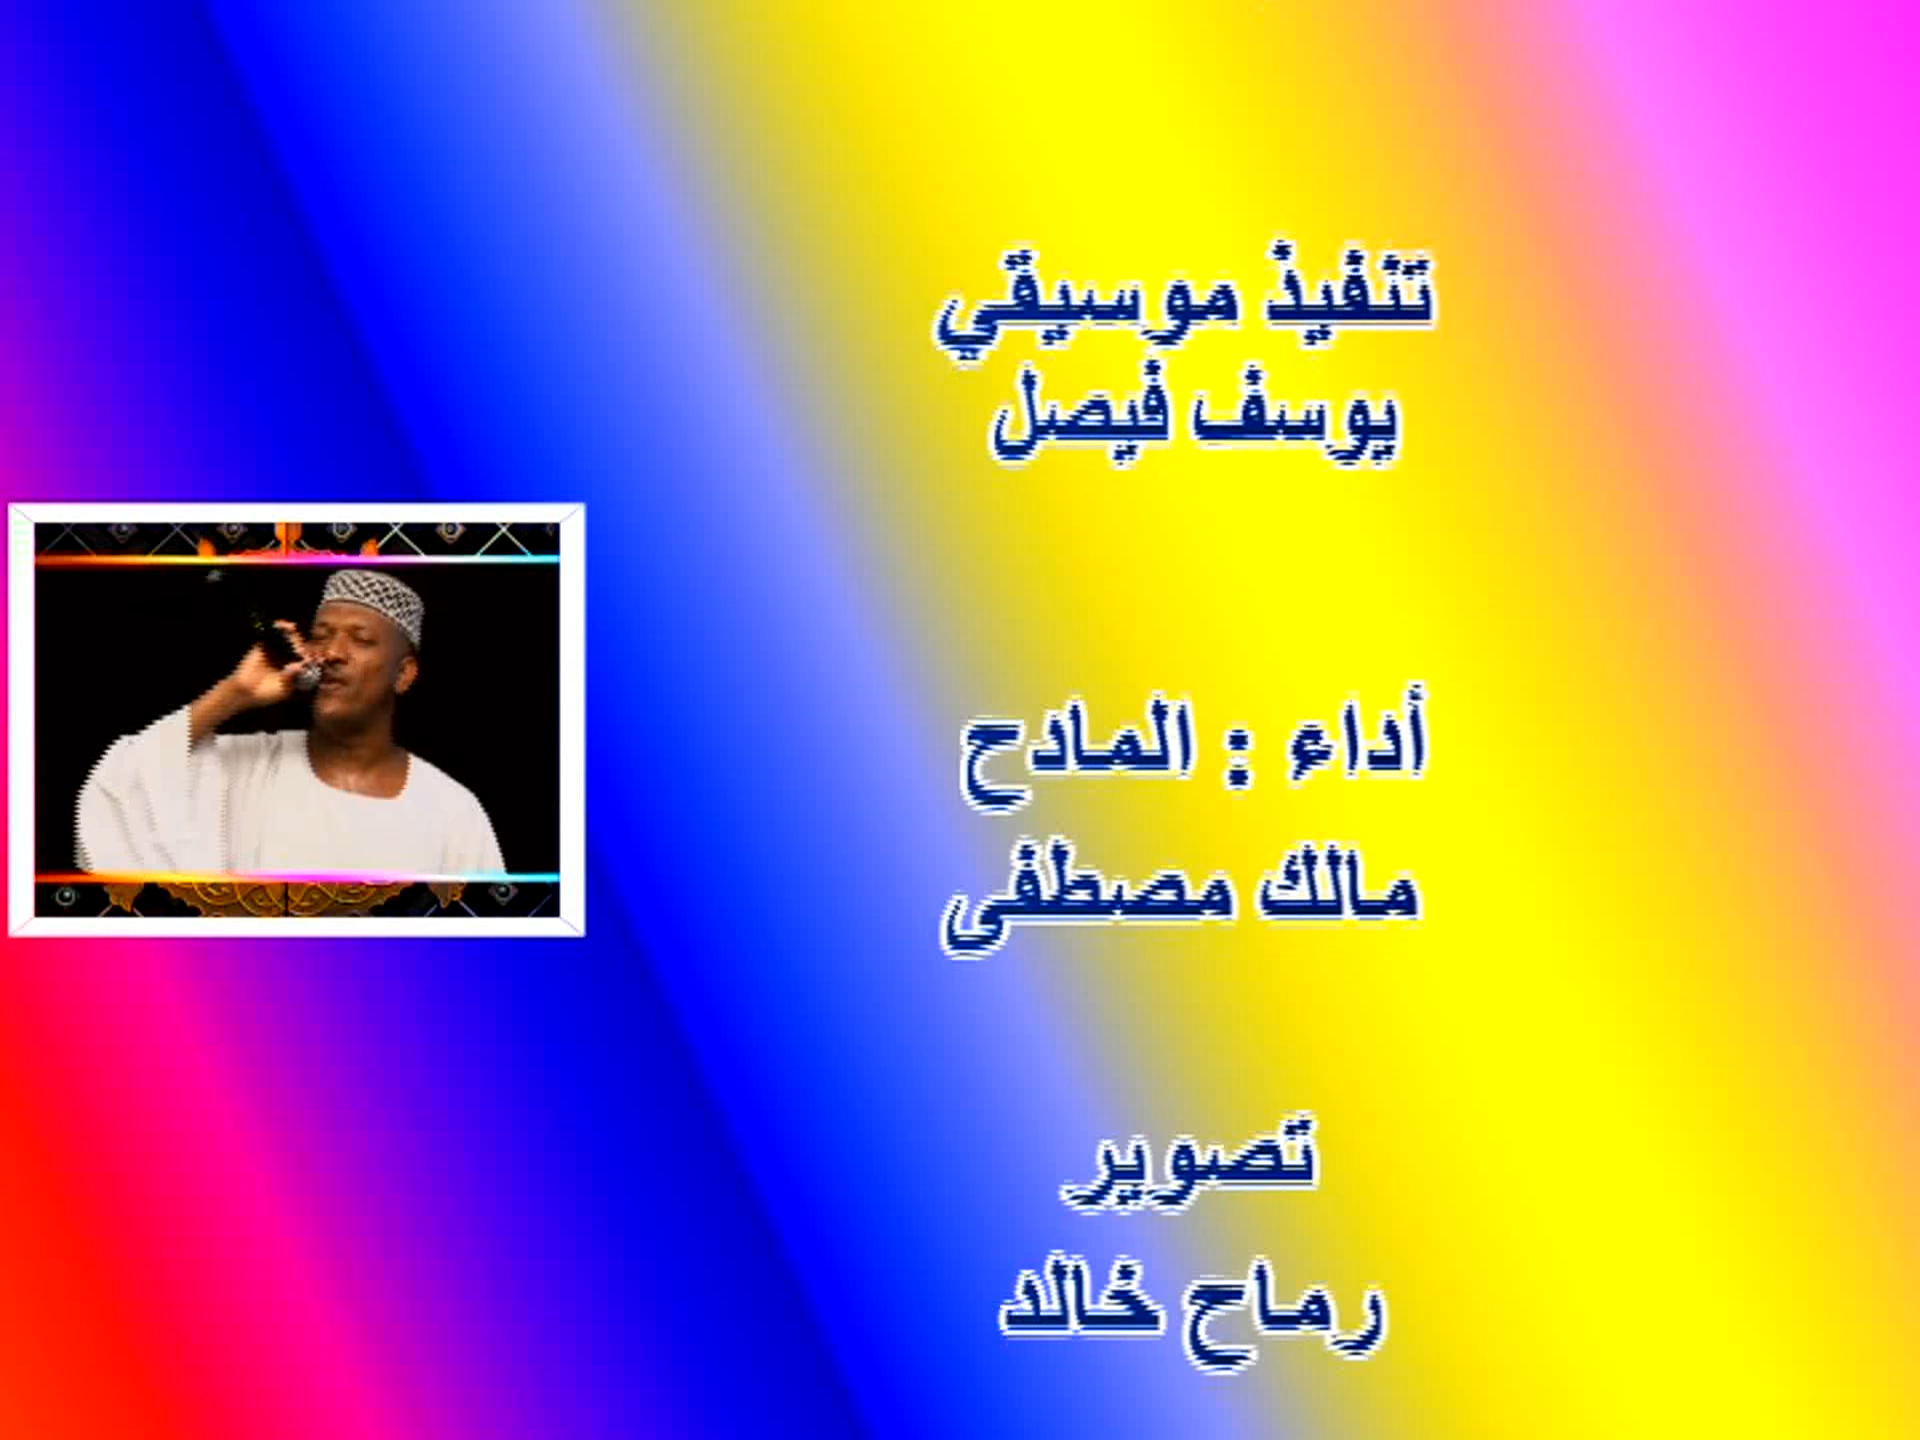 تنفيذ موسيقي
يوسف فيصل
أداء : المادح
مالك مصطفى
تصوير
رماح خالد